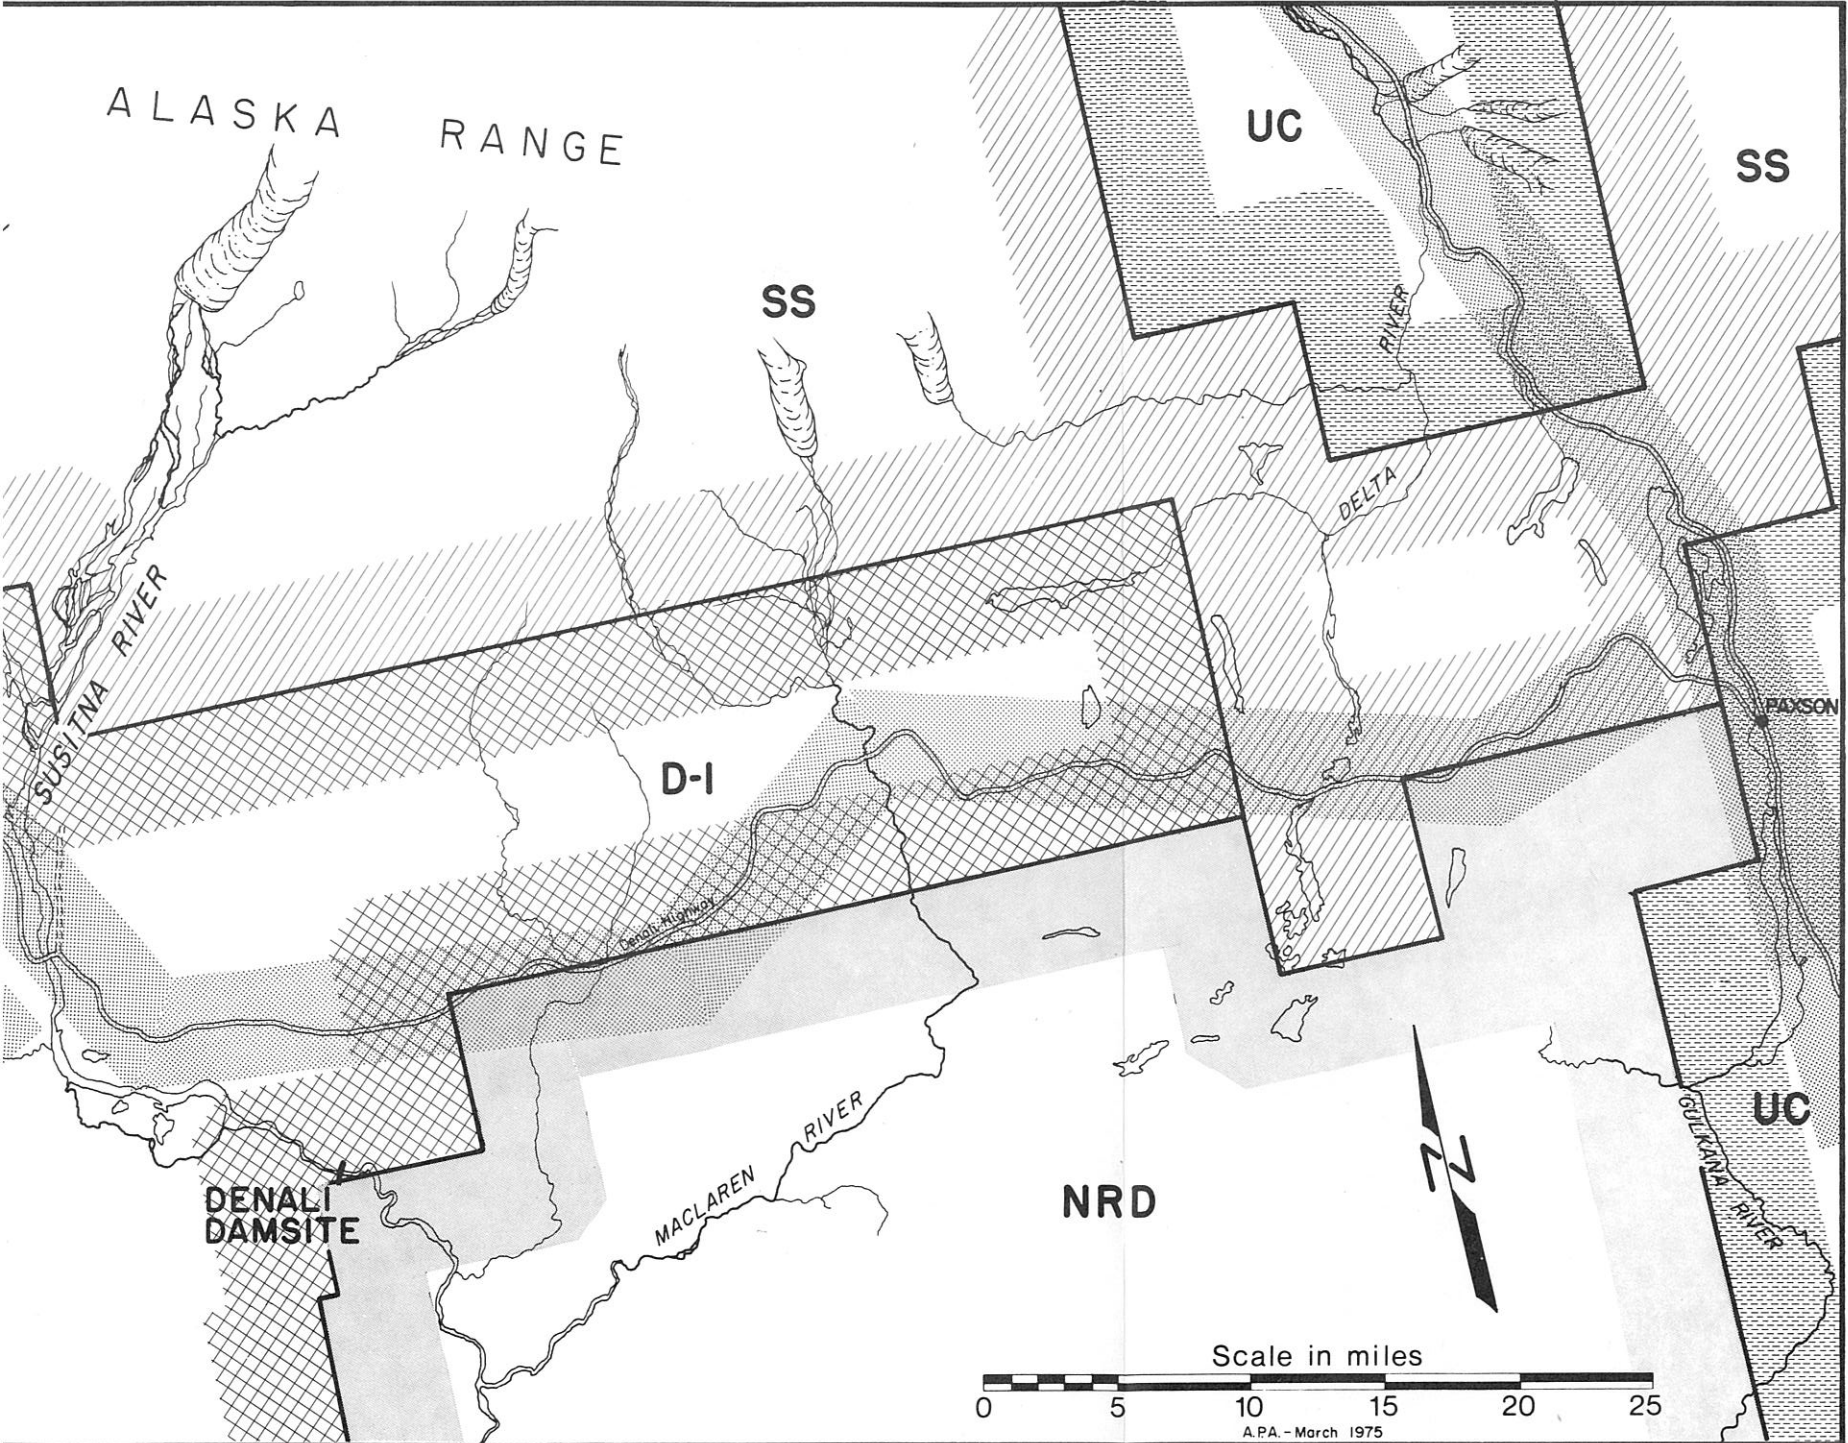 ALASKA RANGE
UC
SS
SS
RIVER
DELTA
SUSITNA RIVER
PAXSON
D-I
Denali Highway
UC
GULKANA RIVER
DENALI
DAMSITE
MACLAREN RIVER
NRD
N
Scale in miles
0 5 10 15 20 25
A.P.A. - March 1975